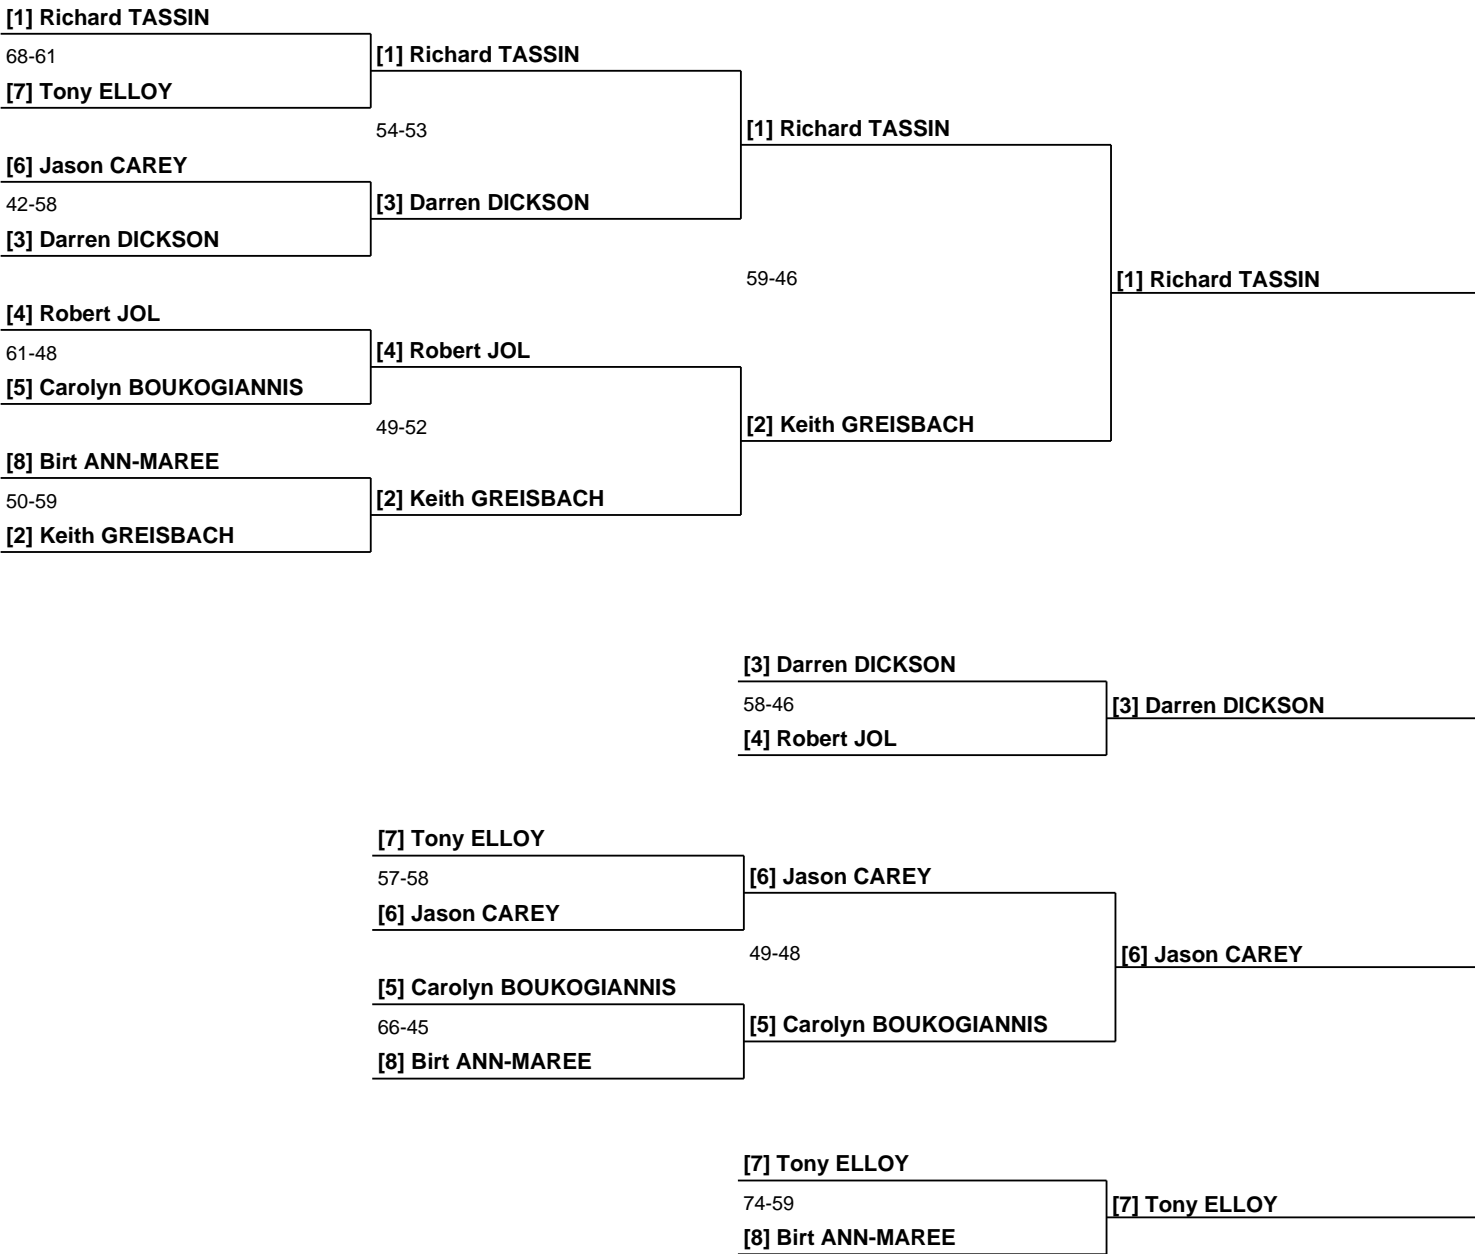 [1] Richard TASSIN
68-61
[1] Richard TASSIN
[7] Tony ELLOY
54-53
[1] Richard TASSIN
[6] Jason CAREY
42-58
[3] Darren DICKSON
[3] Darren DICKSON
59-46
[1] Richard TASSIN
[4] Robert JOL
61-48
[4] Robert JOL
[5] Carolyn BOUKOGIANNIS
49-52
[2] Keith GREISBACH
[8] Birt ANN-MAREE
50-59
[2] Keith GREISBACH
[2] Keith GREISBACH
[3] Darren DICKSON
58-46
[3] Darren DICKSON
[4] Robert JOL
[7] Tony ELLOY
57-58
[6] Jason CAREY
[6] Jason CAREY
49-48
[6] Jason CAREY
[5] Carolyn BOUKOGIANNIS
66-45
[5] Carolyn BOUKOGIANNIS
[8] Birt ANN-MAREE
[7] Tony ELLOY
74-59
[7] Tony ELLOY
[8] Birt ANN-MAREE